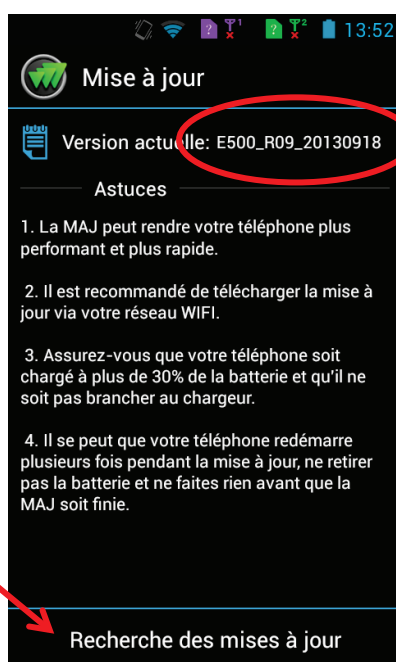 ? 1 ? 2 13:52
Mise à jour
Version actuelle: E500_R09_20130918
Astuces
1. La MAJ peut rendre votre téléphone plus
performant et plus rapide.
2. Il est recommandé de télécharger la mise à
jour via votre réseau WIFI.
3. Assurez-vous que votre téléphone soit
chargé à plus de 30% de la batterie et qu'il ne
soit pas brancher au chargeur.
4. Il se peut que votre téléphone redémarre
plusieurs fois pendant la mise à jour, ne retirer
pas la batterie et ne faites rien avant que la
MAJ soit finie.
Recherche des mises à jour